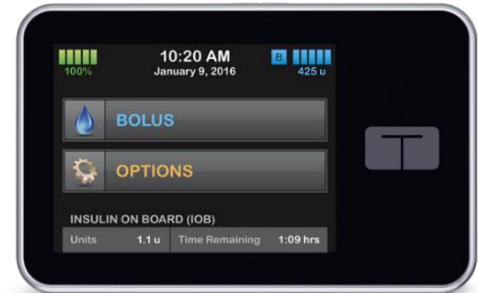 10:20 AM
January 9, 2016
100%
B
425 u
BOLUS
OPTIONS
INSULIN ON BOARD (IOB)
Units 1.1 u Time Remaining 1:09 hrs